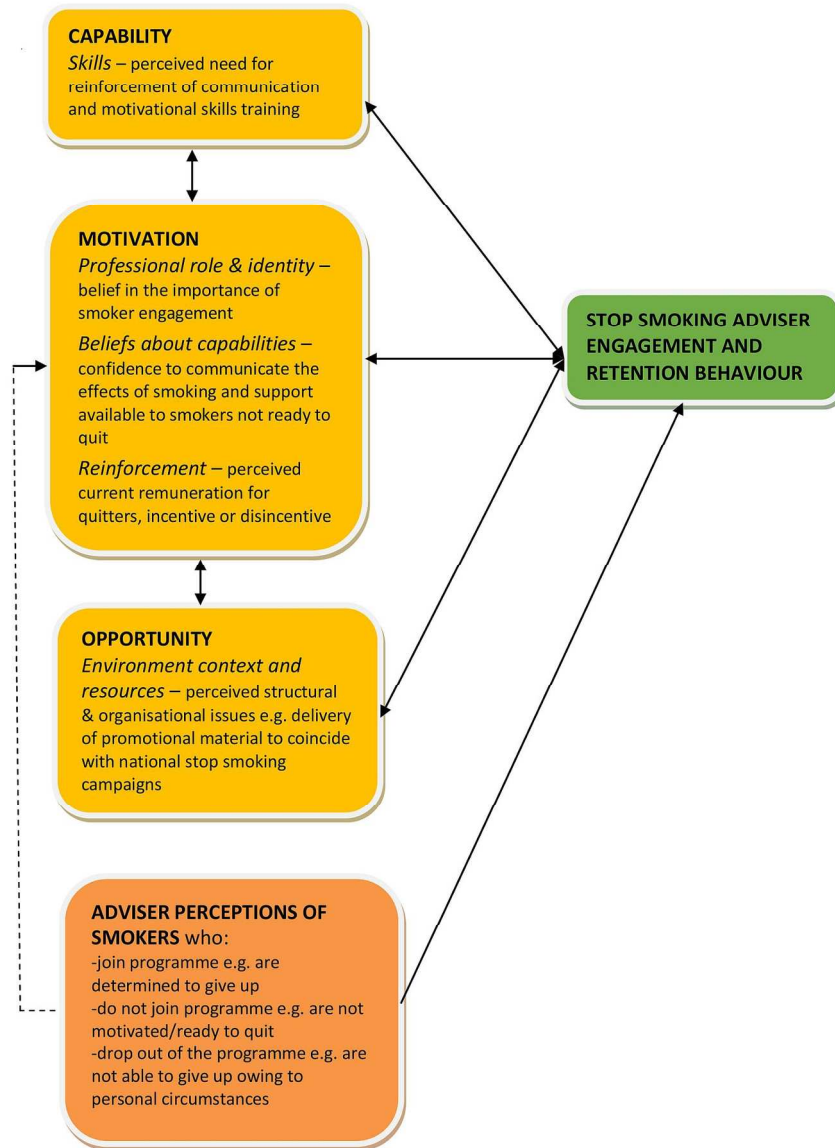 CAPABILITY
Skills – perceived need for
reinforcement of communication
and motivational skills training
MOTIVATION
Professional role & identity –
belief in the importance of
smoker engagement
Beliefs about capabilities –
confidence to communicate the
effects of smoking and support
available to smokers not ready to
quit
Reinforcement – perceived
current remuneration for
quitters, incentive or disincentive
STOP SMOKING ADVISER
ENGAGEMENT AND
RETENTION BEHAVIOUR
OPPORTUNITY
Environment context and
resources – perceived structural
& organisational issues e.g. delivery
of promotional material to coincide
with national stop smoking
campaigns
ADVISER PERCEPTIONS OF
SMOKERS who:
-join programme e.g. are
determined to give up
-do not join programme e.g. are not
motivated/ready to quit
-drop out of the programme e.g. are
not able to give up owing to
personal circumstances